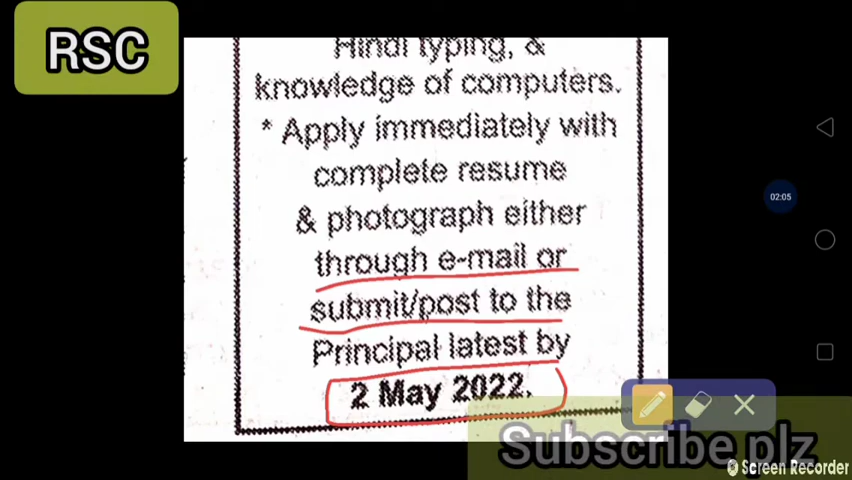 RSC
Hindi typing, &
knowledge of computers.
* Apply immediately with
complete resume
& photograph either
through e-mail or
submit/post to the
Principal latest by
2 May 2022.
02:05
Subscribe plz
Screen Recorder